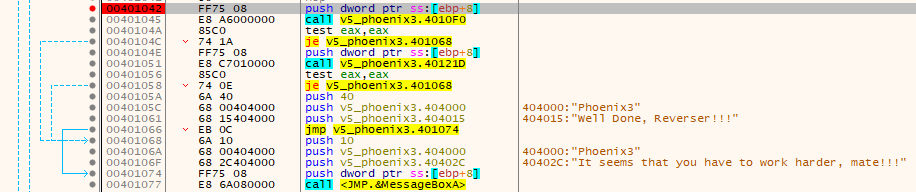 00401042 FF75 08 push dword ptr ss:[ebp+8]
00401045 E8 A6000000 call v5_phoenix3.4010F0
0040104A 85C0 test eax,eax
0040104C 74 1A je v5_phoenix3.401068
0040104E FF75 08 push dword ptr ss:[ebp+8]
00401051 E8 C7010000 call v5_phoenix3.40121D
00401056 85C0 test eax,eax
00401058 74 0E je v5_phoenix3.401068
0040105A 6A 40 push 40
0040105C 68 00404000 push v5_phoenix3.404000 404000:"Phoenix3"
00401061 68 15404000 push v5_phoenix3.404015 404015:"Well Done, Reverser!!!"
00401066 EB 0C jmp v5_phoenix3.401074
00401068 6A 10 push 10
0040106A 68 00404000 push v5_phoenix3.404000 404000:"Phoenix3"
0040106F 68 2C404000 push v5_phoenix3.40402C 40402C:"It seems that you have to work harder, mate!!!"
00401074 FF75 08 push dword ptr ss:[ebp+8]
00401077 E8 6A080000 call <JMP.&MessageBoxA>